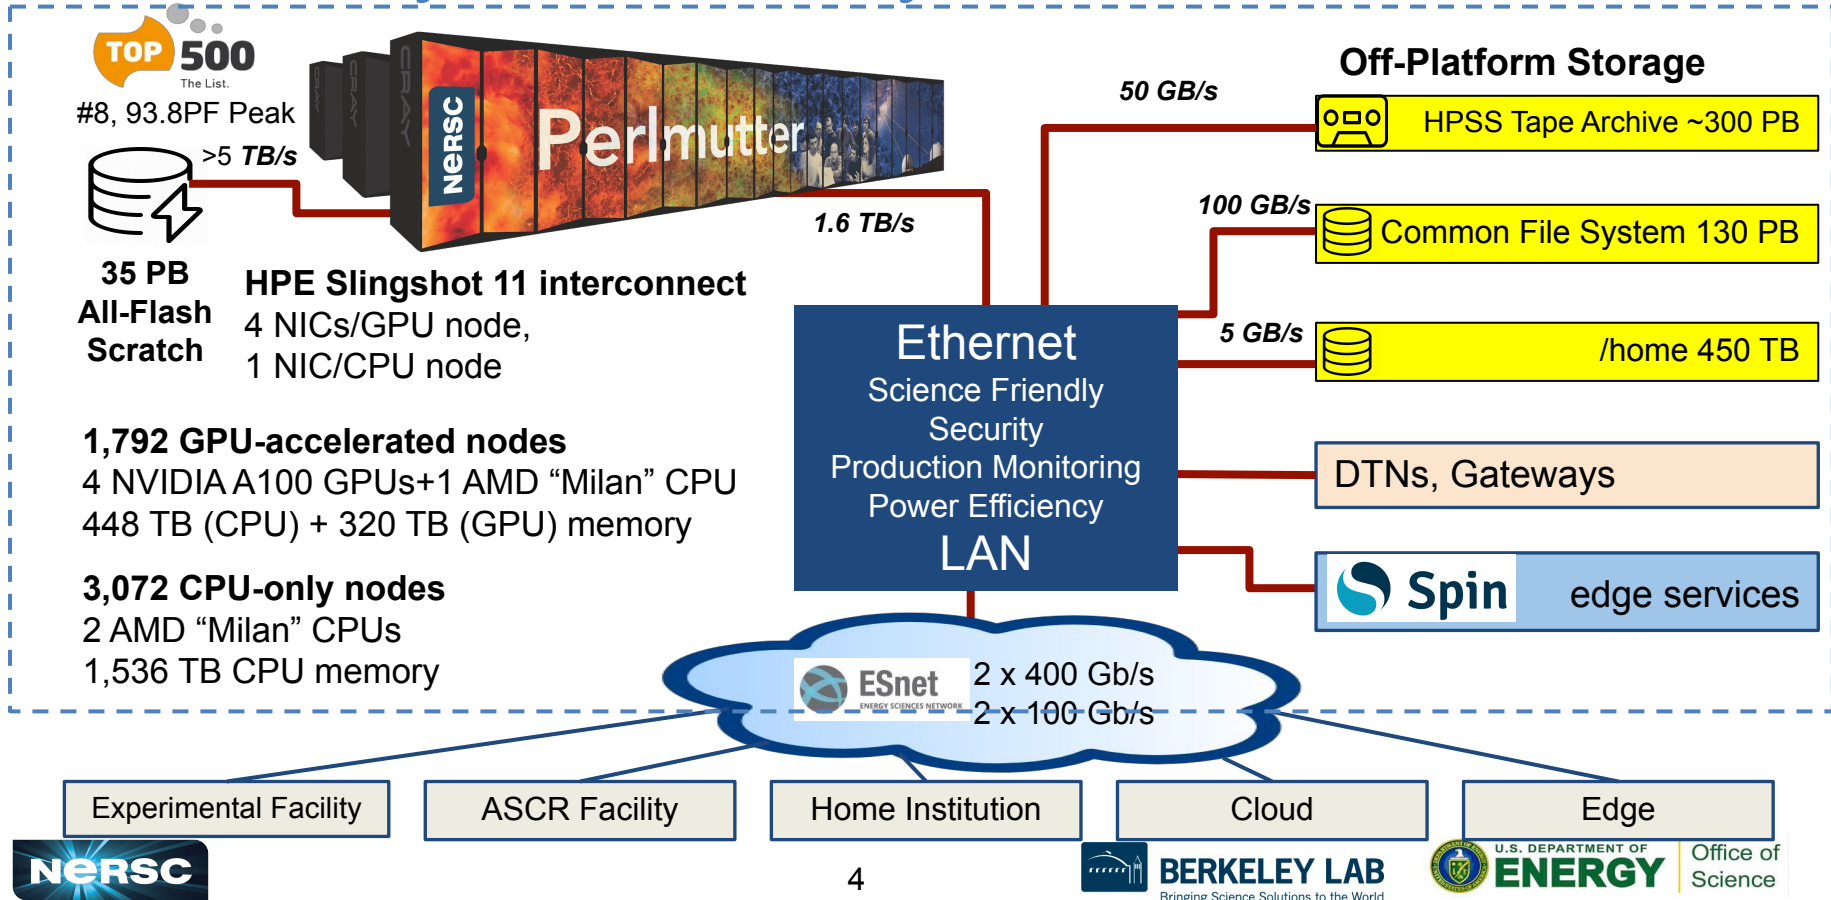 TOP 500
The List.
#8, 93.8PF Peak
>5 TB/s
35 PB
All-Flash
Scratch
CRAY
CRAY
CRAY
NERSC
Perlmutter
1.6 TB/s
HPE Slingshot 11 interconnect
4 NICs/GPU node,
1 NIC/CPU node
1,792 GPU-accelerated nodes
4 NVIDIA A100 GPUs+1 AMD “Milan” CPU
448 TB (CPU) + 320 TB (GPU) memory
3,072 CPU-only nodes
2 AMD “Milan” CPUs
1,536 TB CPU memory
Off-Platform Storage
50 GB/s
HPSS Tape Archive ~300 PB
100 GB/s
Common File System 130 PB
5 GB/s
/home 450 TB
Ethernet
Science Friendly
Security
Production Monitoring
Power Efficiency
LAN
DTNs, Gateways
Spin edge services
ESnet
ENERGY SCIENCES NETWORK
2 x 400 Gb/s
2 x 100 Gb/s
Experimental Facility
ASCR Facility
Home Institution
Cloud
Edge
NERSC
4
BERKELEY LAB
Bringing Science Solutions to the World
U.S. DEPARTMENT OF
ENERGY
Office of
Science